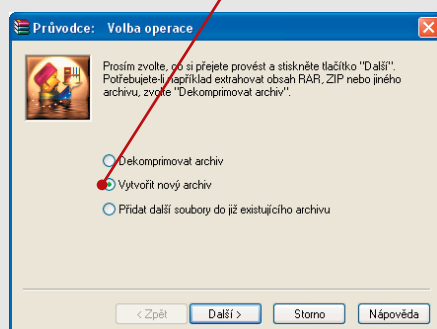 Průvodce: Volba operace
Prosím zvolte, co si přejete provést a stiskněte tlačítko "Další".
Potřebujete-li například extrahovat obsah RAR, ZIP nebo jiného
archivu, zvolte "Dekomprimovat archiv".
Dekomprimovat archiv
Vytvořit nový archiv
Přidat další soubory do již existujícího archivu
< Zpět
Další >
Storno
Nápověda